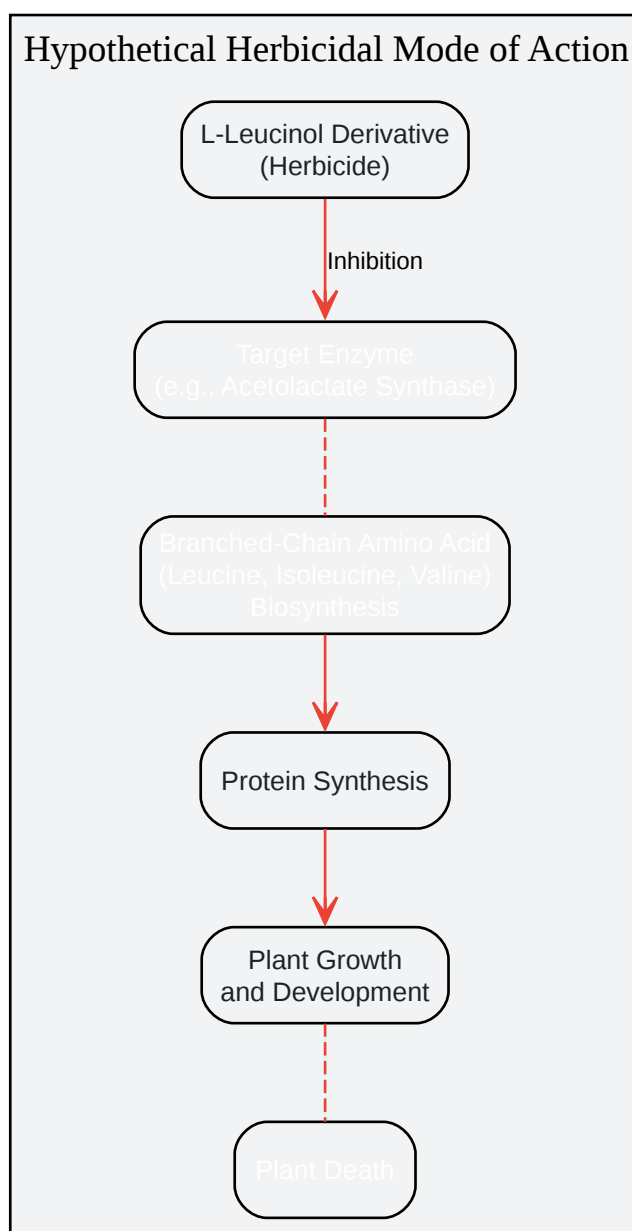 Hypothetical Herbicidal Mode of Action
L-Leucinol Derivative
(Herbicide)
Inhibition
Target Enzyme
(e.g., Acetolactate Synthase)
Branched-Chain Amino Acid
(Leucine, Isoleucine, Valine)
Biosynthesis
Protein Synthesis
Plant Growth
and Development
Plant Death